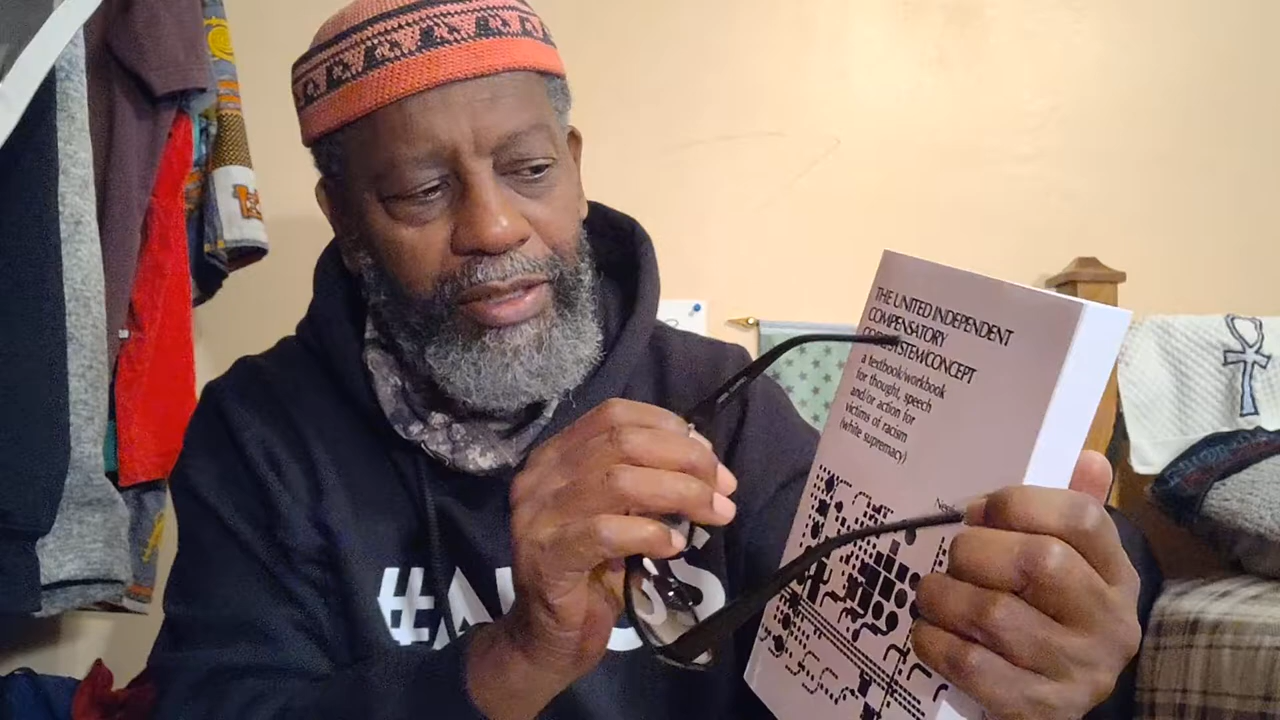 THE UNITED INDEPENDENT
COMPENSATORY
CODE/SYSTEM/CONCEPT
a textbook/workbook
for thought, speech
and/or action for
victims of racism
(white supremacy)